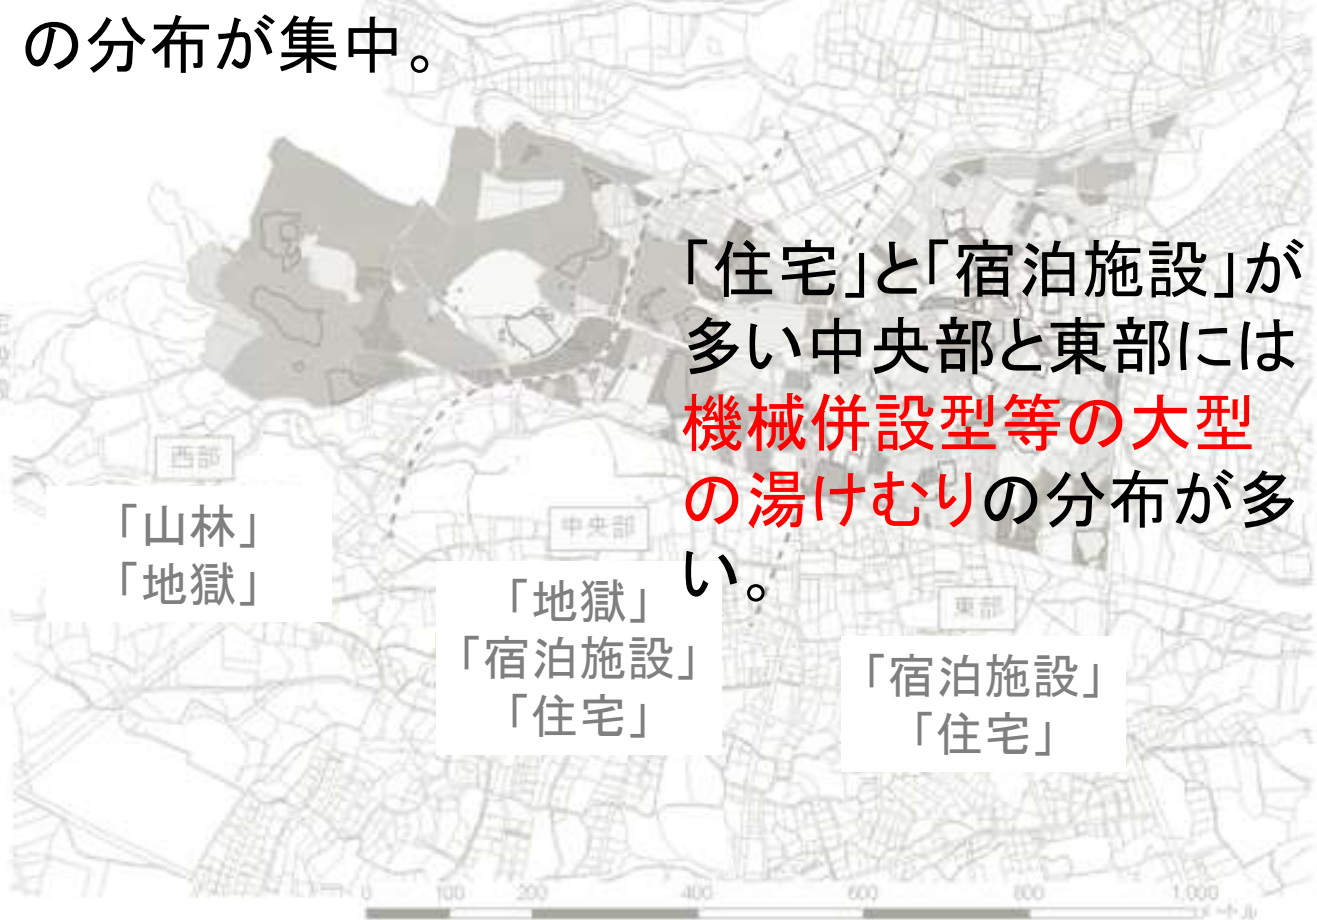 の分布が集中。
「住宅」と「宿泊施設」が
多い中央部と東部には
機械併設型等の大型
の湯けむりの分布が多
い。
西部
「山林」
「地獄」
中央部
「地獄」
「宿泊施設」
「住宅」
東部
「宿泊施設」
「住宅」
0 100 200 400 600 800 1,000
メートル